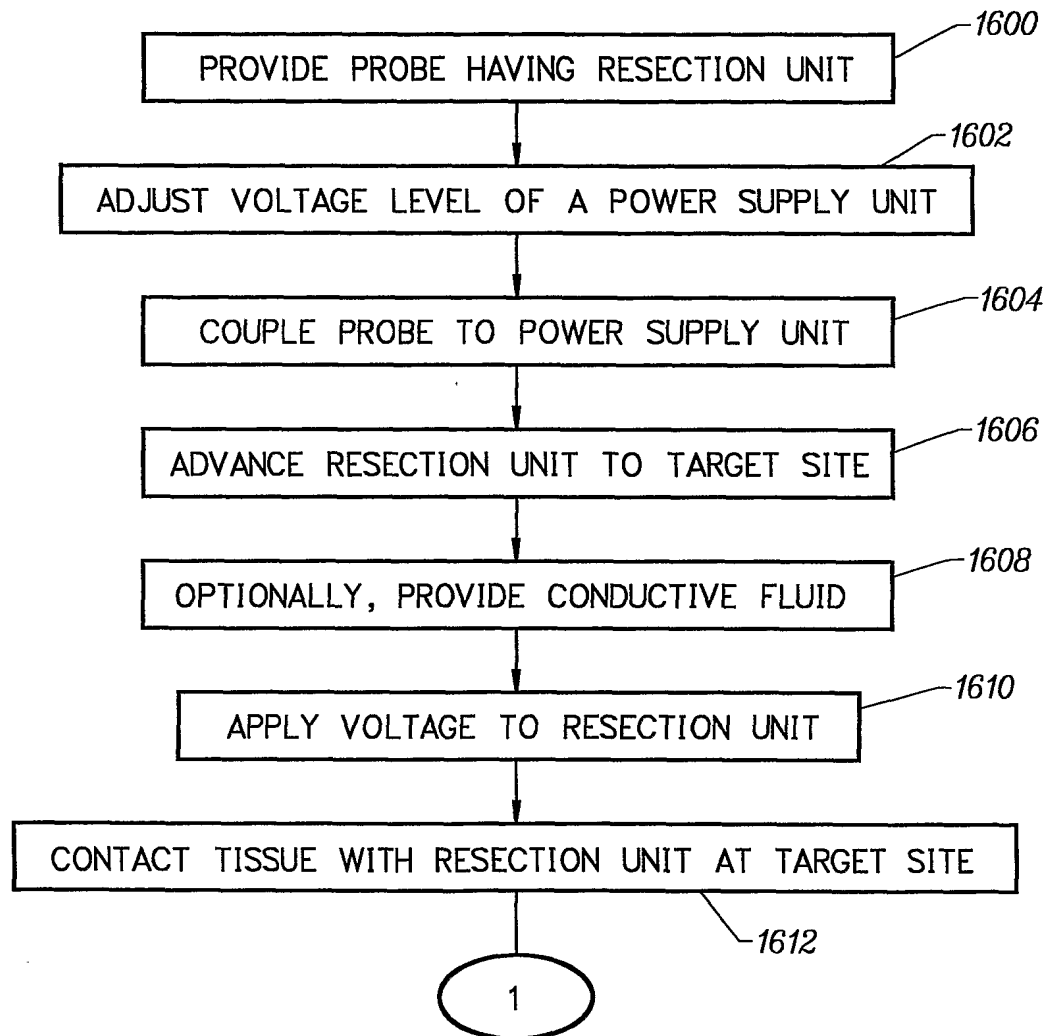 1600
PROVIDE PROBE HAVING RESECTION UNIT
1602
ADJUST VOLTAGE LEVEL OF A POWER SUPPLY UNIT
1604
COUPLE PROBE TO POWER SUPPLY UNIT
1606
ADVANCE RESECTION UNIT TO TARGET SITE
1608
OPTIONALLY, PROVIDE CONDUCTIVE FLUID
1610
APPLY VOLTAGE TO RESECTION UNIT
CONTACT TISSUE WITH RESECTION UNIT AT TARGET SITE
1612
1